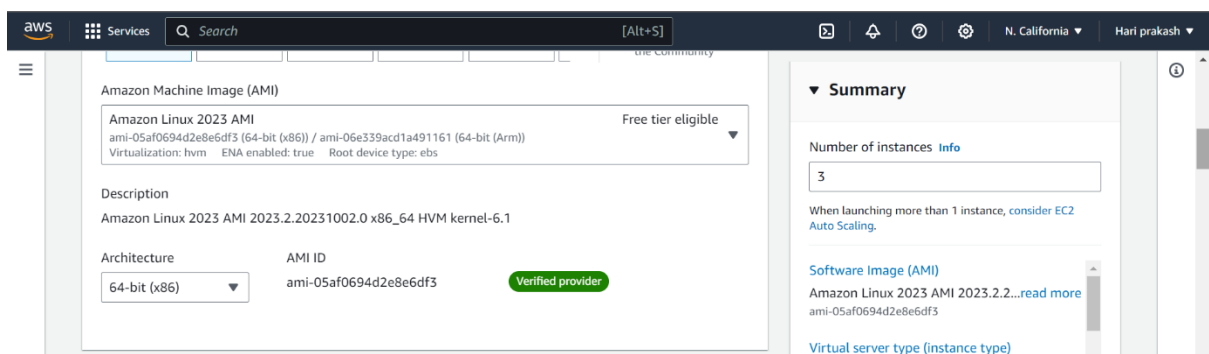 aws
Services
Search
[Alt+S]
N. California
Hari prakash
the Community
Amazon Machine Image (AMI)
Amazon Linux 2023 AMI
Free tier eligible
ami-05af0694d2e8e6df3 (64-bit (x86)) / ami-06e339acd1a491161 (64-bit (Arm))
Virtualization: hvm ENA enabled: true Root device type: ebs
Description
Amazon Linux 2023 AMI 2023.2.20231002.0 x86_64 HVM kernel-6.1
Architecture
AMI ID
64-bit (x86)
ami-05af0694d2e8e6df3
Verified provider
Summary
Number of instances Info
3
When launching more than 1 instance, consider EC2
Auto Scaling.
Software Image (AMI)
Amazon Linux 2023 AMI 2023.2.2...read more
ami-05af0694d2e8e6df3
Virtual server type (instance type)